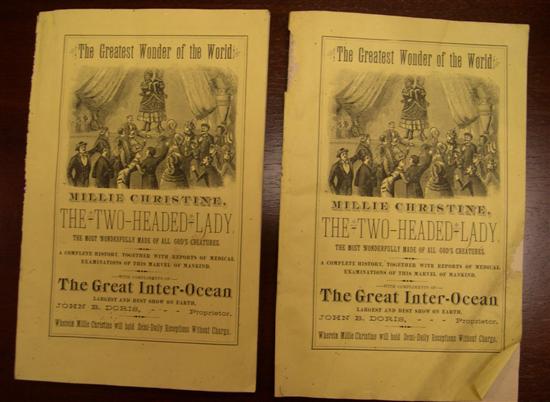 The Greatest Wonder of the World
MILLIE CHRISTINE,
THE-TWO-HEADED-LADY
THE MOST WONDERFULLY MADE OF ALL GOD'S CREATURES.
A COMPLETE HISTORY, TOGETHER WITH REPORTS OF MEDICAL
EXAMINATIONS OF THIS MARVEL OF MANKIND.
WITH COMPLIMENTS OF
The Great Inter-Ocean
LARGEST AND BEST SHOW ON EARTH.
JOHN B. DORIS, - - - Proprietor.
Wherein Millie Christine will hold Demi-Daily Receptions Without Charge.
The Greatest Wonder of the World
MILLIE CHRISTINE,
THE-TWO-HEADED-LADY.
THE MOST WONDERFULLY MADE OF ALL GOD'S CREATURES.
A COMPLETE HISTORY, TOGETHER WITH REPORTS OF MEDICAL
EXAMINATIONS OF THIS MARVEL OF MANKIND.
WITH COMPLIMENTS OF
The Great Inter-Ocean
LARGEST AND BEST SHOW ON EARTH.
JOHN B. DORIS, - - - Proprietor.
Wherein Millie Christine will hold Demi-Daily Receptions Without Charge.